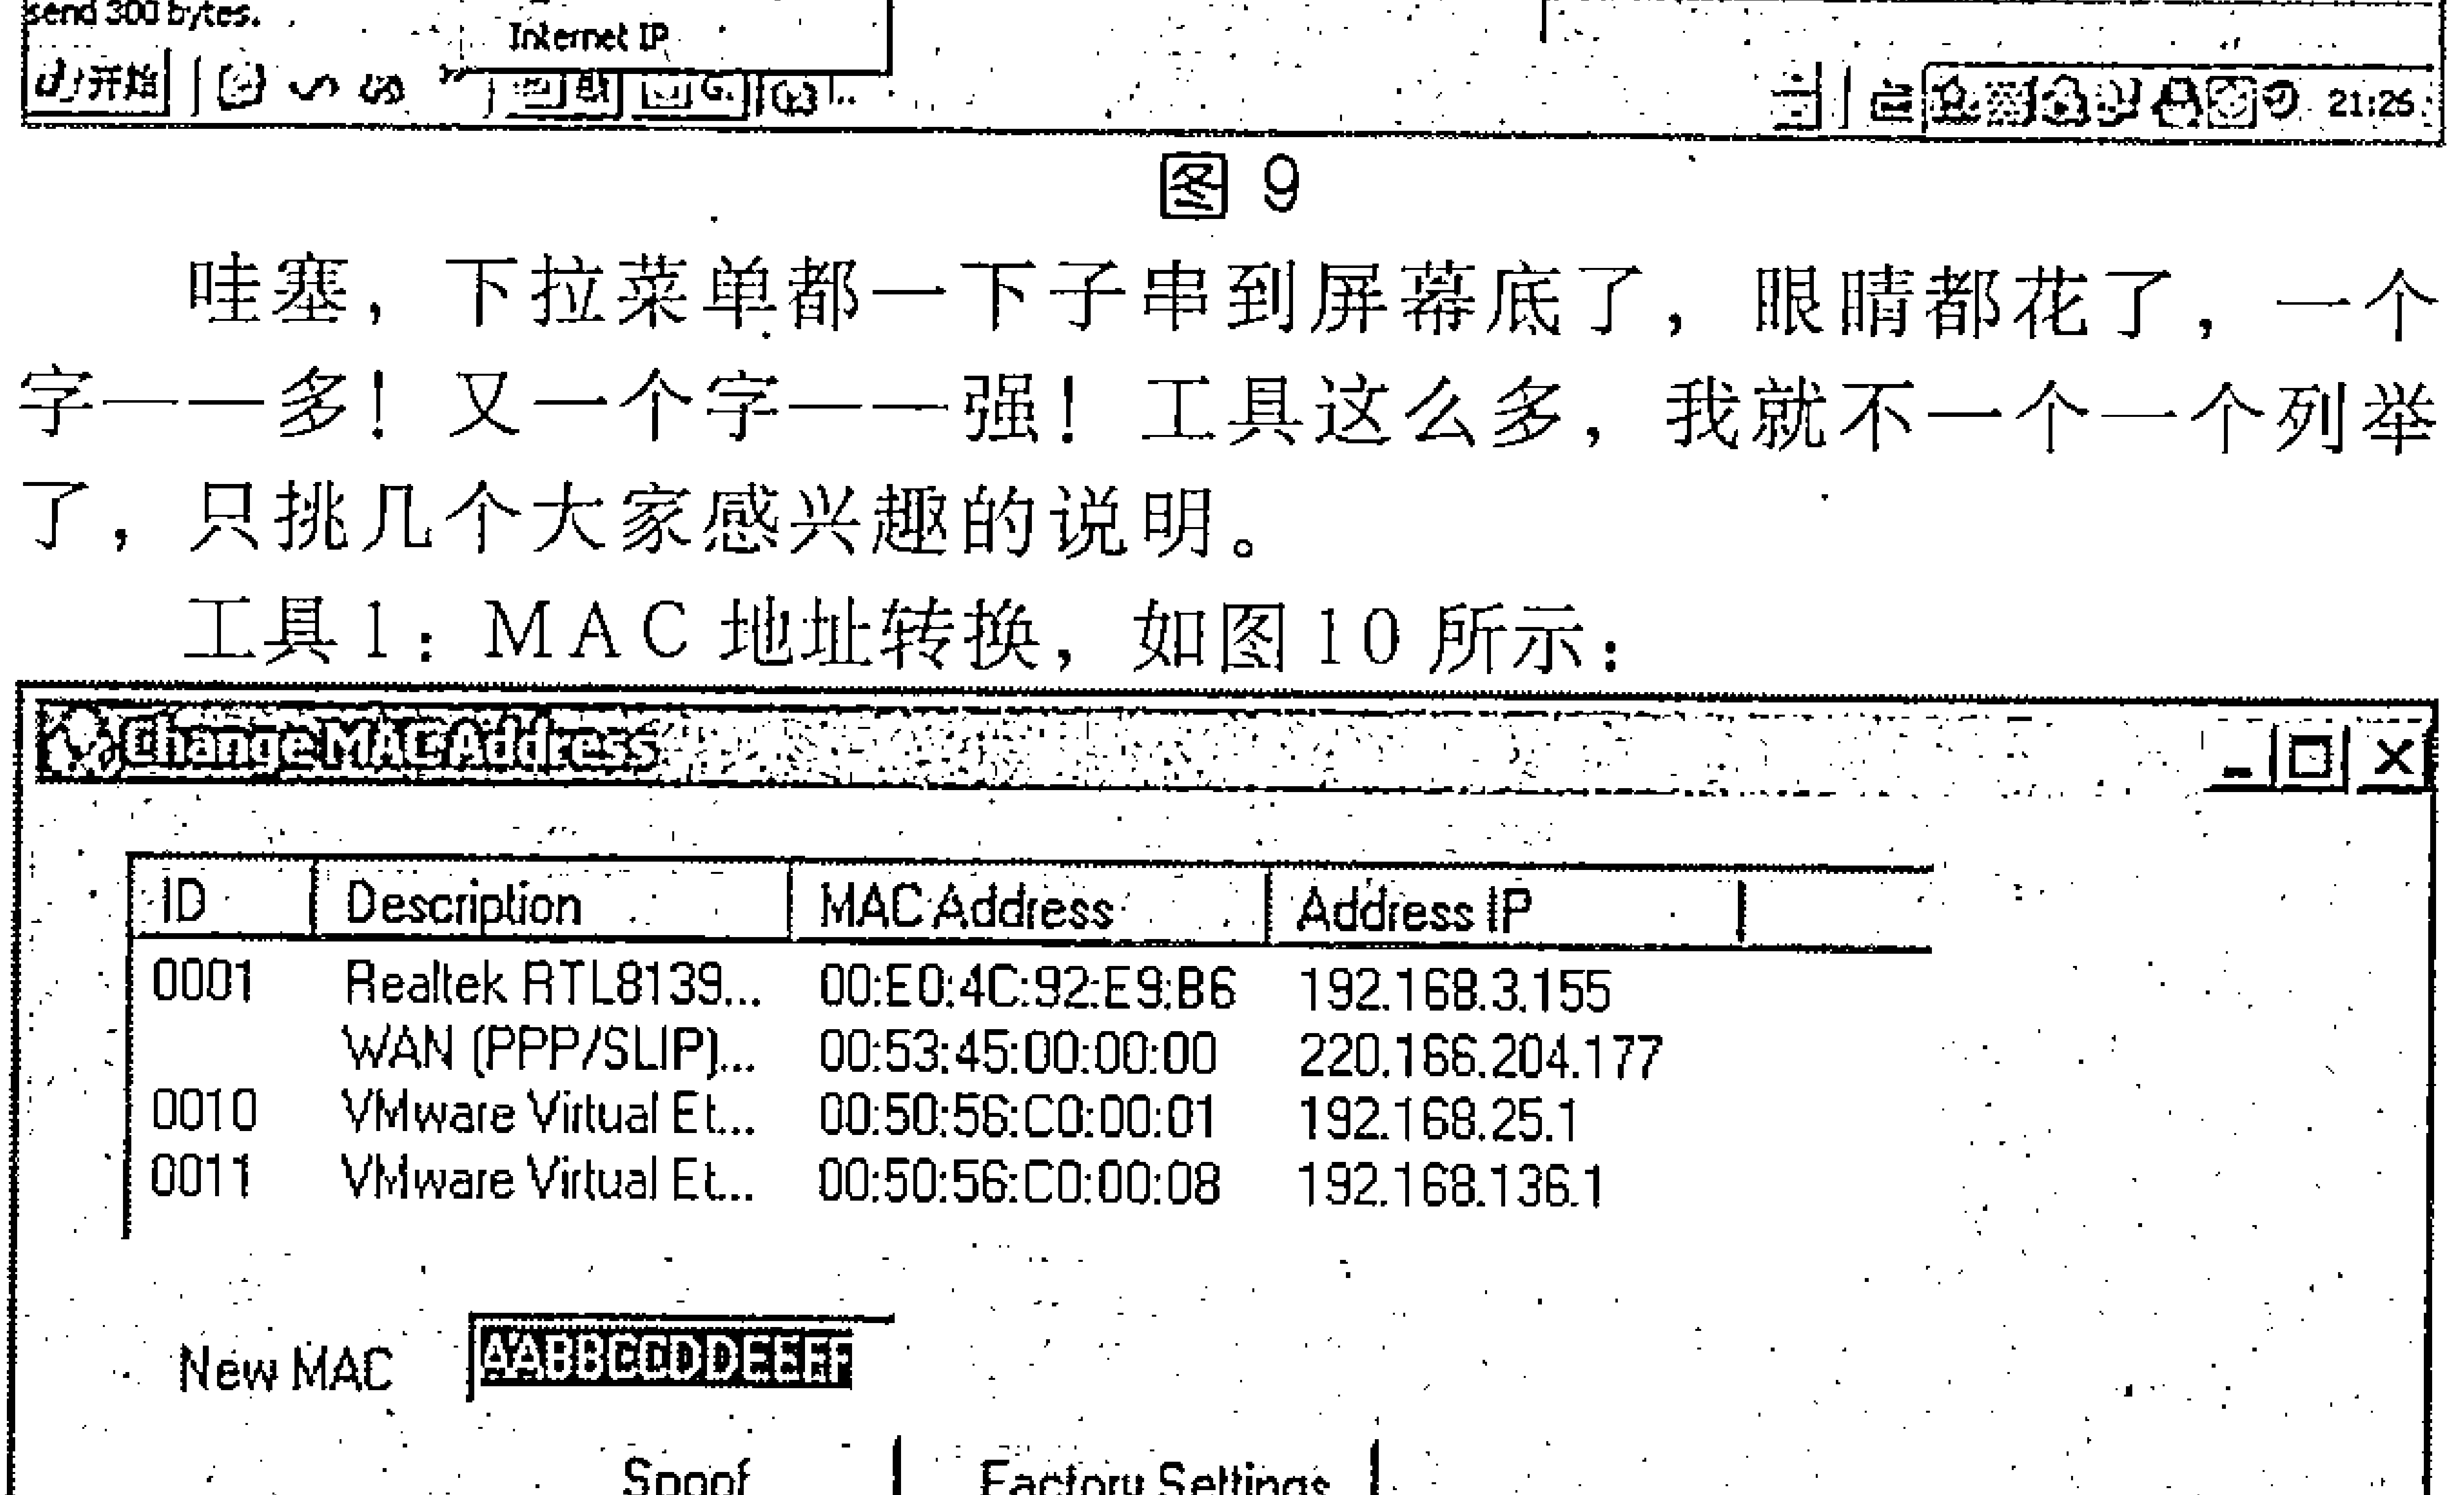 send 300 bytes.
Internet IP
开始
21:26
图 9
哇塞，下拉菜单都一下子串到屏幕底了，眼睛都花了，一个
字———多！又一个字———强！工具这么多，我就不一个一个列举
了，只挑几个大家感兴趣的说明。
工具1：MAC 地址转换，如图10 所示：
Change MAC Address
ID Description MAC Address Address IP
0001 Realtek RTL8139... 00:E0:4C:92:E9:B6 192.168.3.155
WAN (PPP/SLIP)... 00:53:45:00:00:00 220.166.204.177
0010 VMware Virtual Et... 00:50:56:C0:00:01 192.168.25.1
0011 VMware Virtual Et... 00:50:56:C0:00:08 192.168.136.1
New MAC AABBCCDDEEFF
Spoof Factory Settings